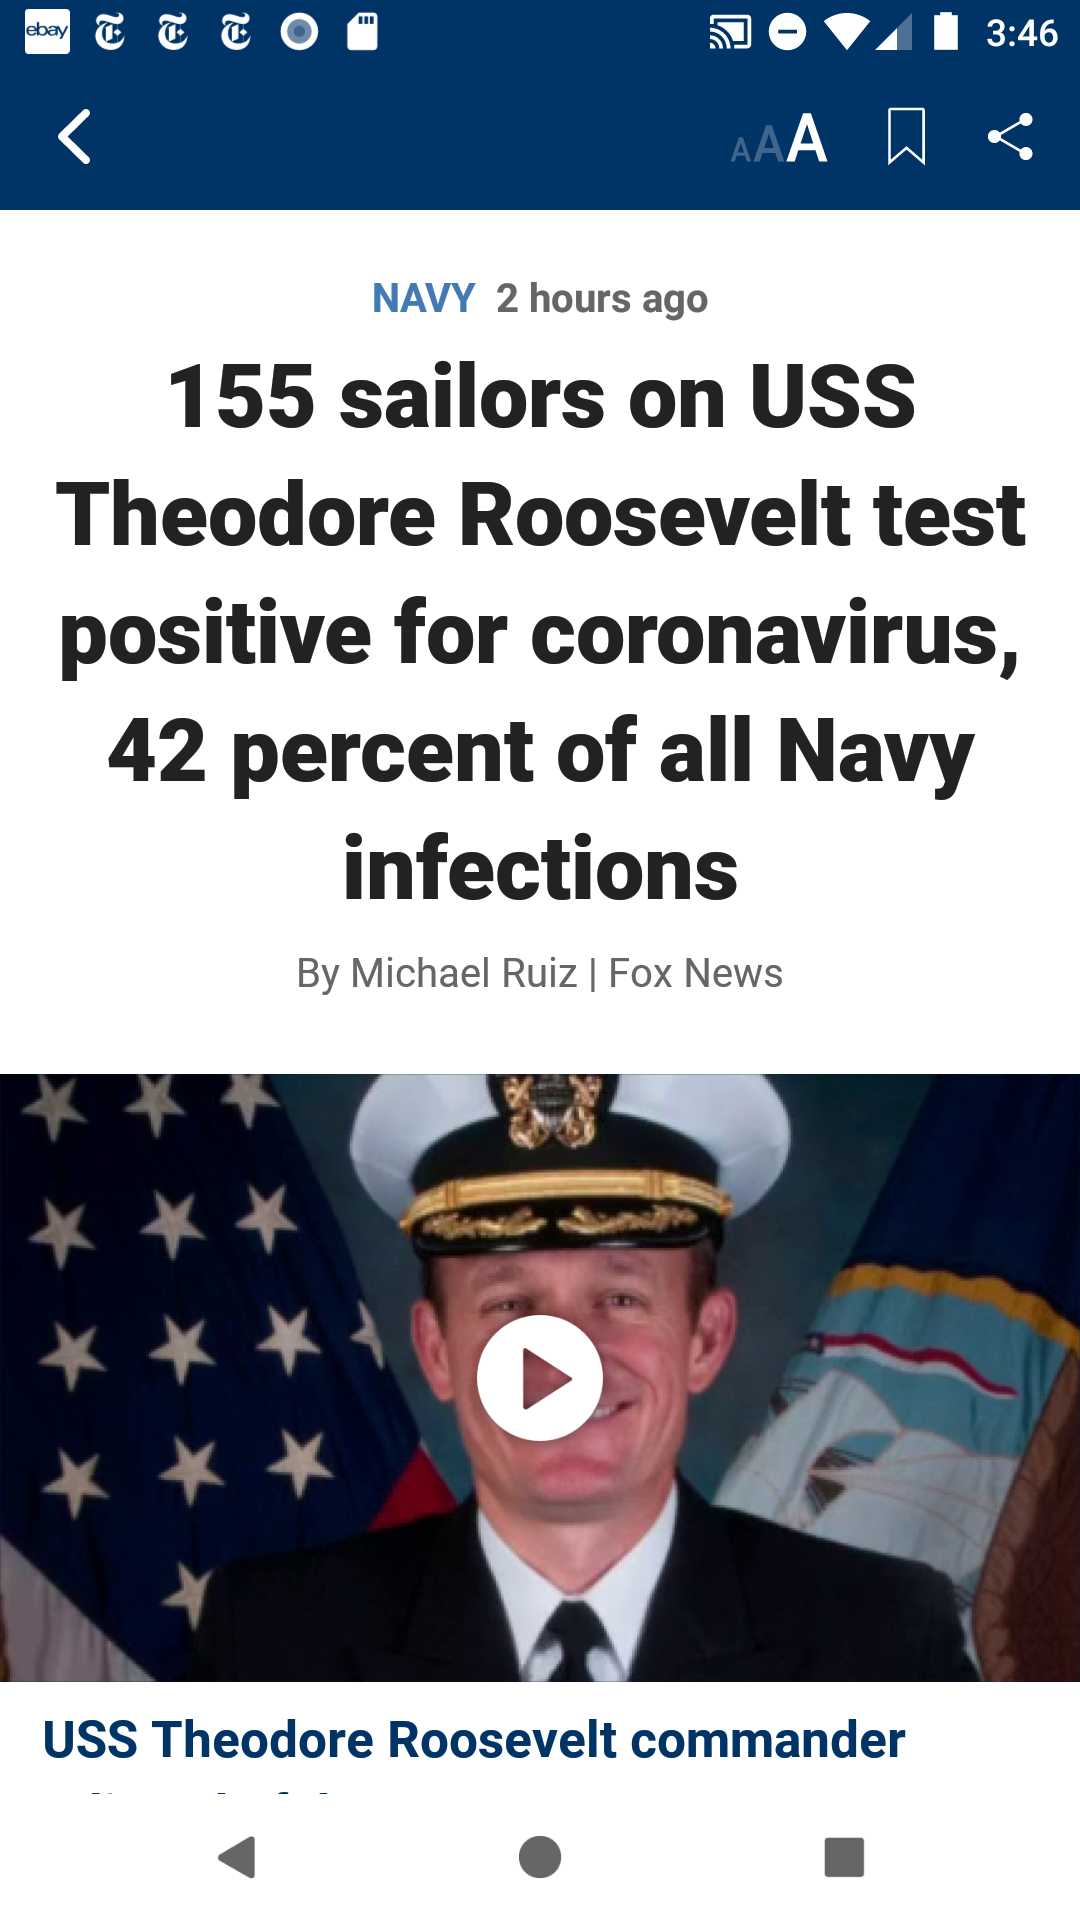 ebay
3:46
AAA
NAVY 2 hours ago
155 sailors on USS
Theodore Roosevelt test
positive for coronavirus,
42 percent of all Navy
infections
By Michael Ruiz | Fox News
USS Theodore Roosevelt commander